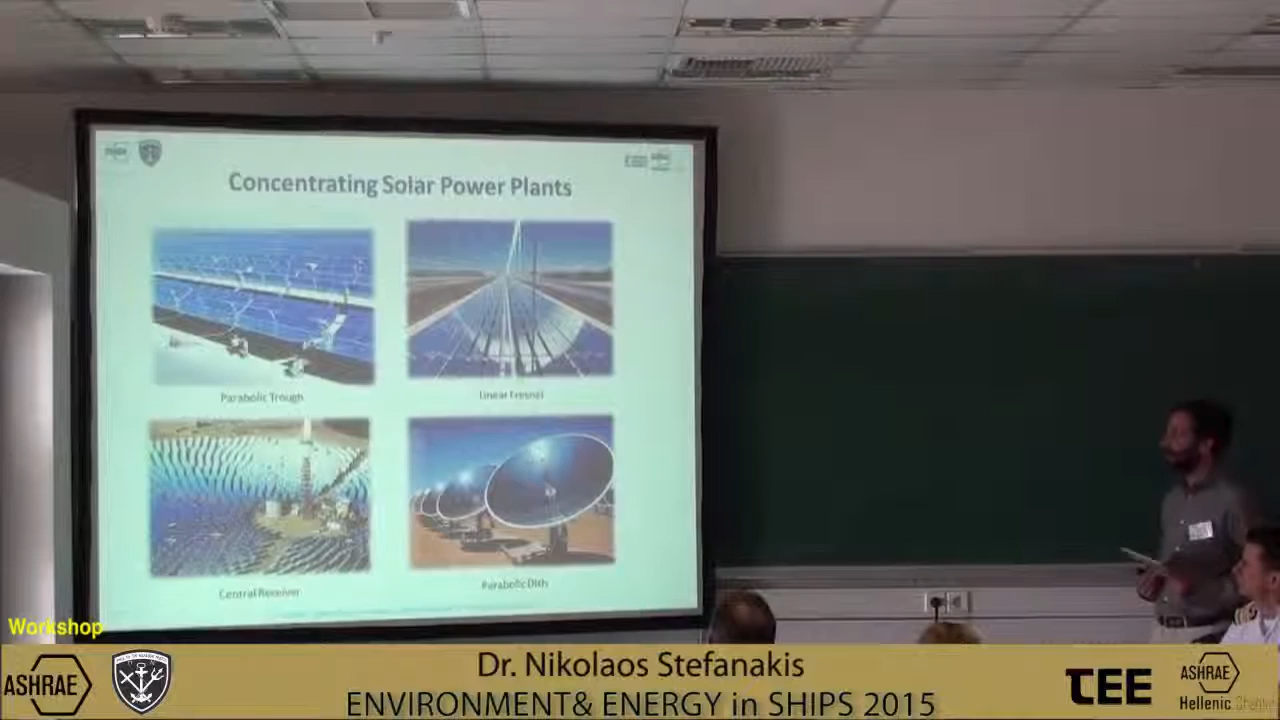 Concentrating Solar Power Plants
Parabolic Trough
Linear Fresnel
Central Receiver
Parabolic Dish
Workshop
ASHRAE
Dr. Nikolaos Stefanakis
ENVIRONMENT& ENERGY in SHIPS 2015
TEE
ASHRAE
Hellenic Chapter